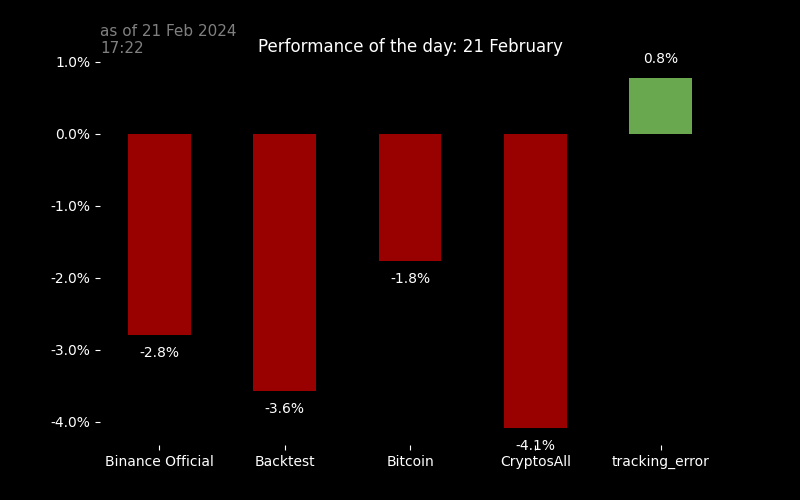 as of 21 Feb 2024
17:22
Performance of the day: 21 February
1.0%
0.0%
-1.0%
-2.0%
-3.0%
-4.0%
0.8%
-1.8%
-2.8%
-3.6%
-4.1%
Binance Official
Backtest
Bitcoin
CryptosAll
tracking_error